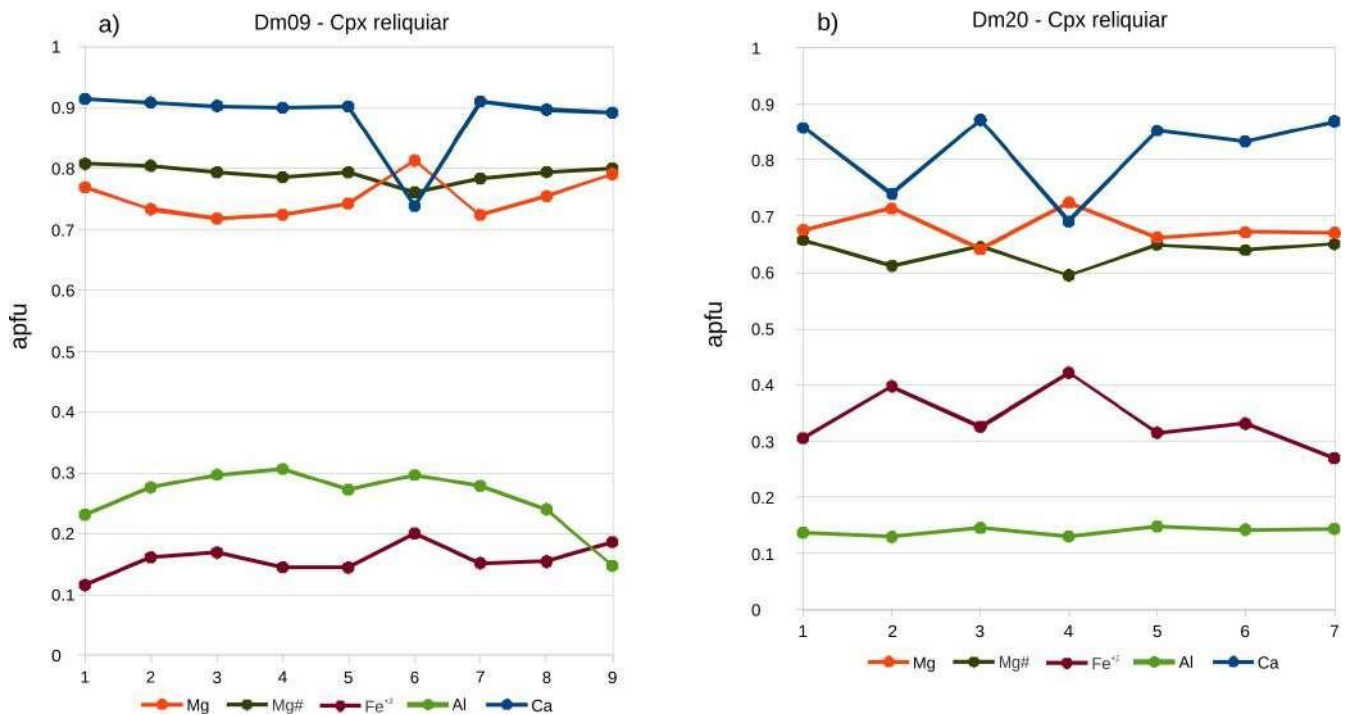 a) Dm09 - Cpx reliquiar
1
0.9
0.8
0.7
0.6
0.5
0.4
0.3
0.2
0.1
0
apfu
1 2 3 4 5 6 7 8 9
Mg Mg# Fe⁺² Al Ca
b) Dm20 - Cpx reliquiar
1
0.9
0.8
0.7
0.6
0.5
0.4
0.3
0.2
0.1
0
apfu
1 2 3 4 5 6 7
Mg Mg# Fe⁺² Al Ca